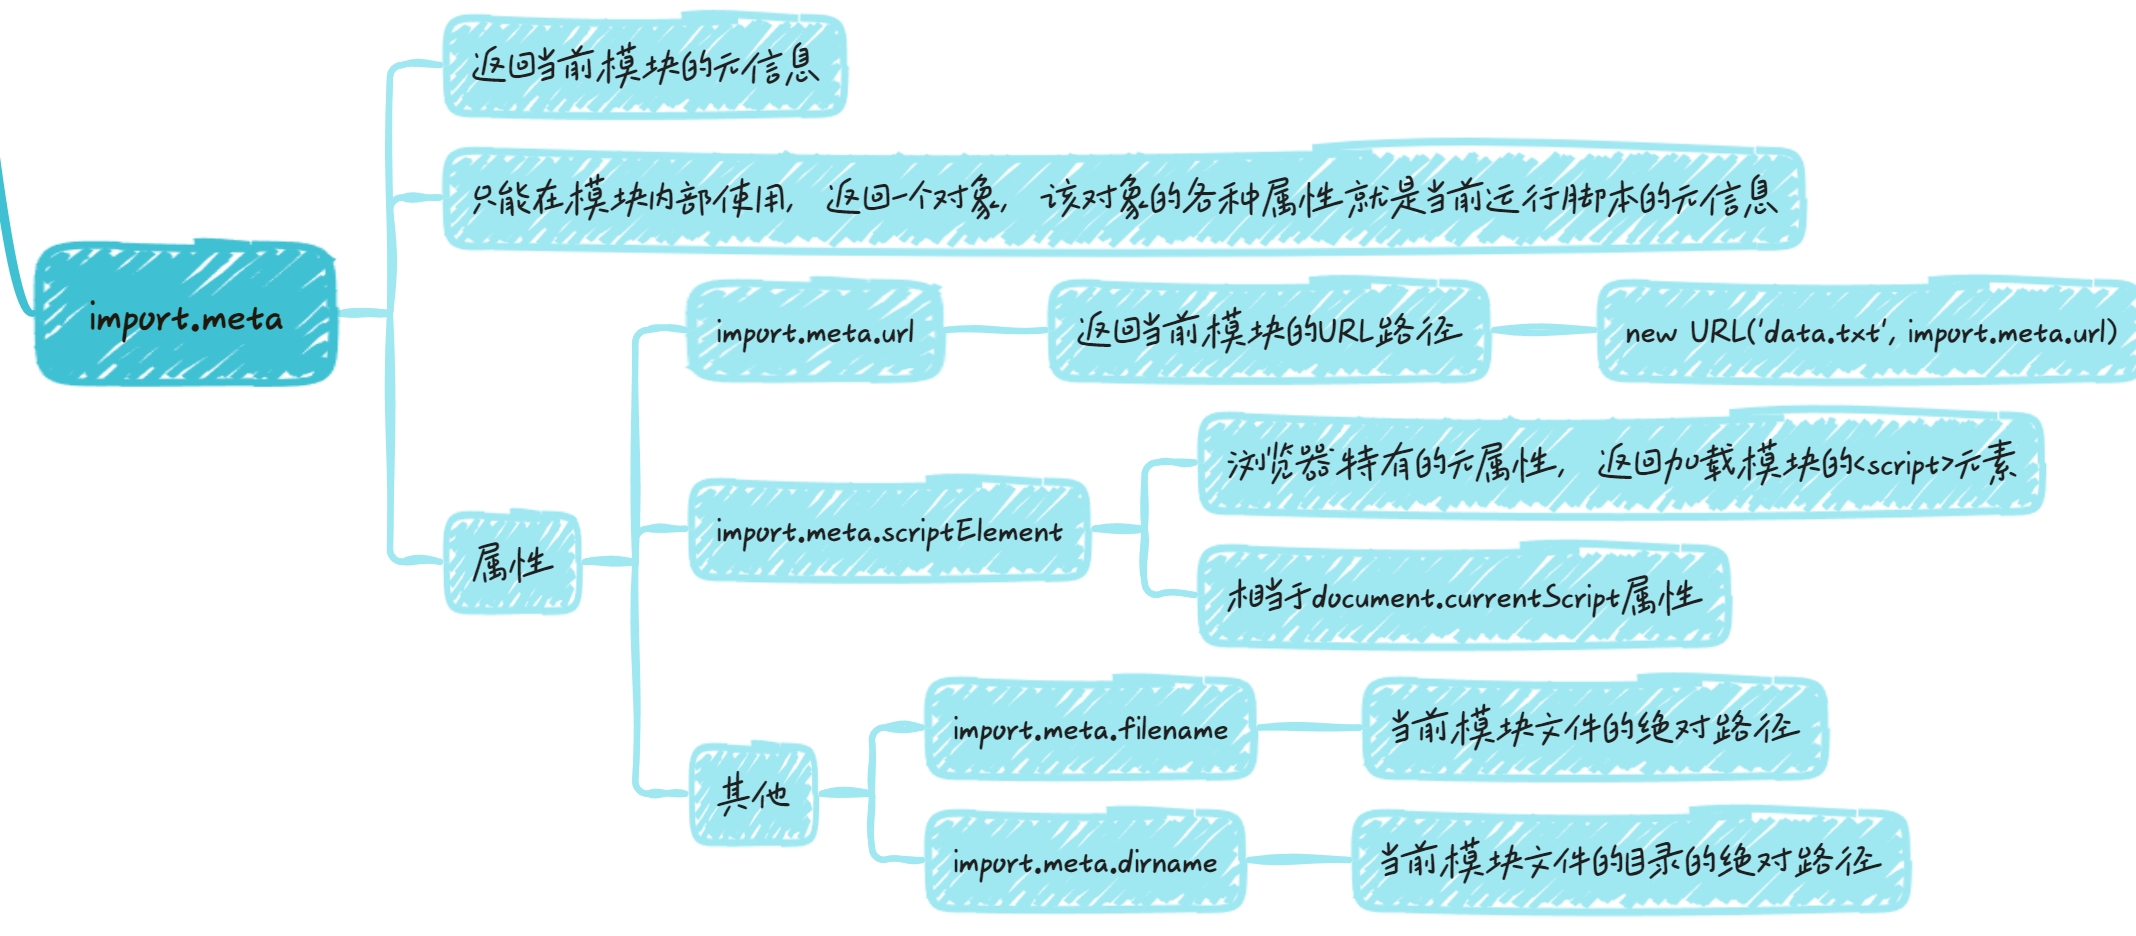 返回当前模块的元信息
只能在模块内部使用, 返回一个对象, 该对象的各种属性就是当前运行脚本的元信息
import.meta
import.meta.url
返回当前模块的URL路径
new URL('data.txt', import.meta.url)
浏览器特有的元属性, 返回加载模块的<script>元素
import.meta.scriptElement
属性
相当于document.currentScript属性
import.meta.filename
当前模块文件的绝对路径
其他
import.meta.dirname
当前模块文件的目录的绝对路径